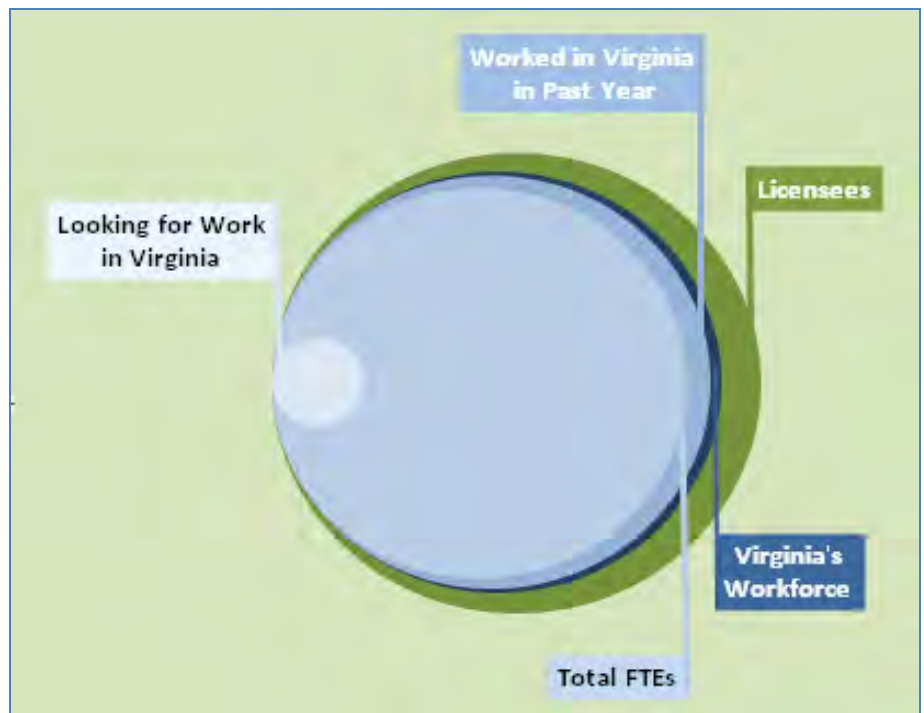 Worked in Virginia
in Past Year
Licensees
Looking for Work
in Virginia
Virginia's
Workforce
Total FTEs